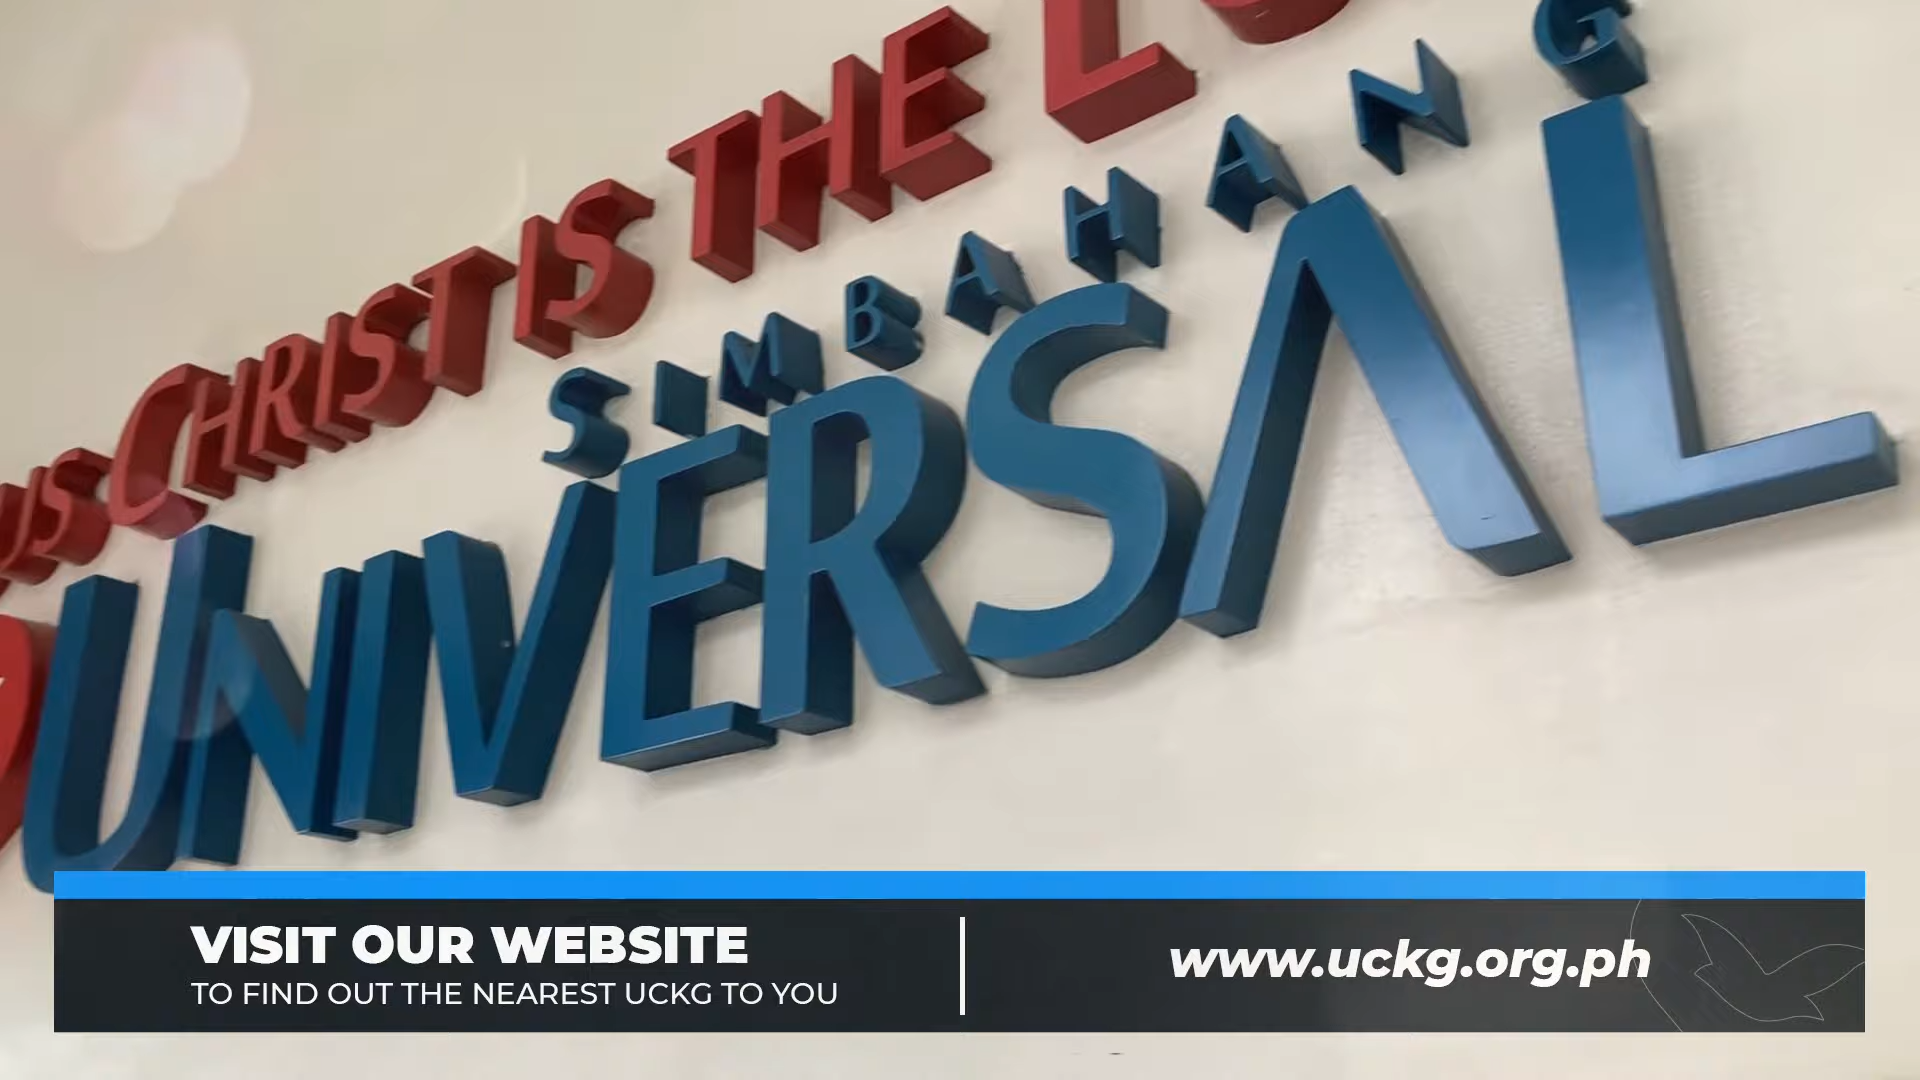 CHRIST IS THE
SIMBAHANG
UNIVERSAL
VISIT OUR WEBSITE
TO FIND OUT THE NEAREST UCKG TO YOU
www.uckg.org.ph